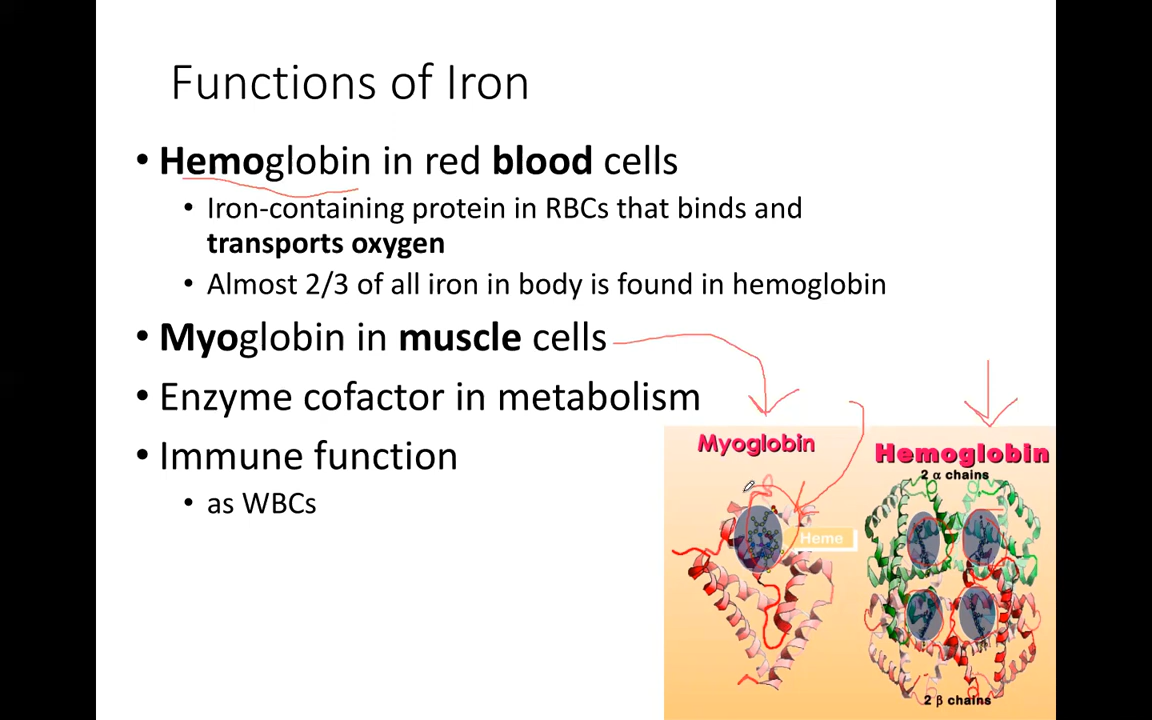 Functions of Iron
• Hemoglobin in red blood cells
• Iron-containing protein in RBCs that binds and
transports oxygen
• Almost 2/3 of all iron in body is found in hemoglobin
• Myoglobin in muscle cells
• Enzyme cofactor in metabolism
• Immune function
• as WBCs
Myoglobin
Heme
Hemoglobin
2 α chains
2 β chains